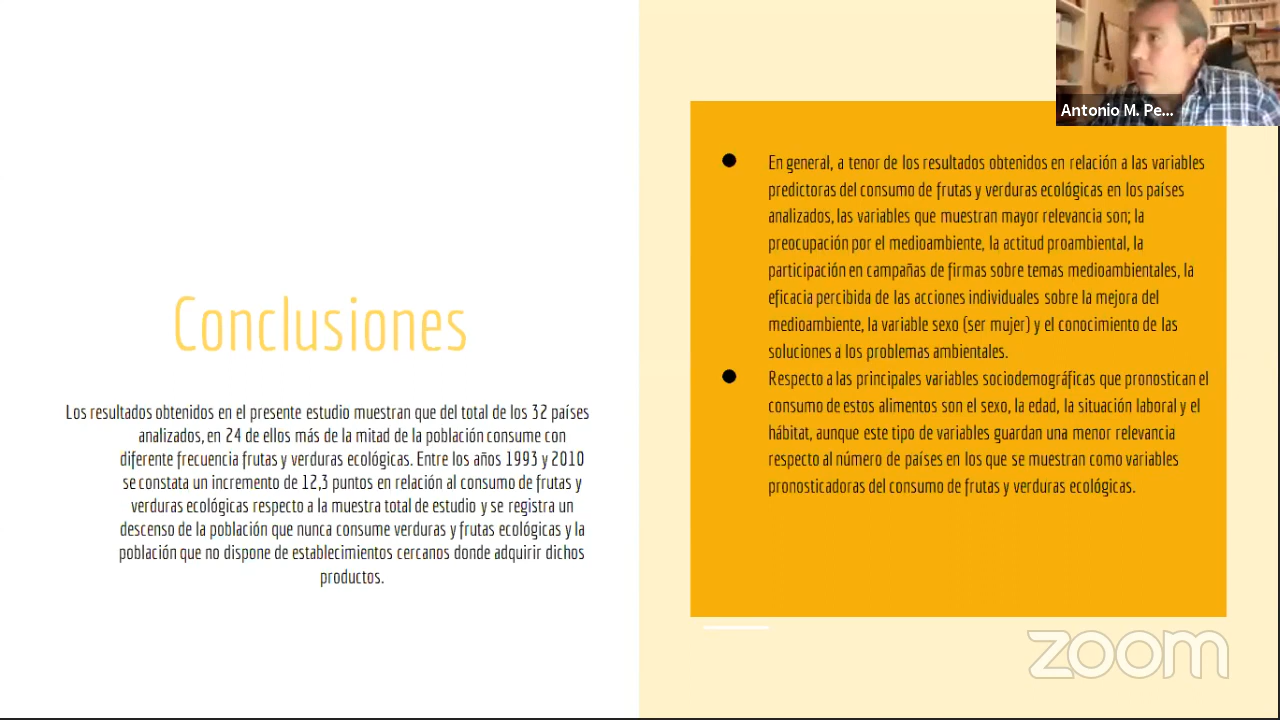 Antonio M. Pe...
Conclusiones
Los resultados obtenidos en el presente estudio muestran que del total de los 32 países
analizados, en 24 de ellos más de la mitad de la población consume con
diferente frecuencia frutas y verduras ecológicas. Entre los años 1993 y 2010
se constata un incremento de 12,3 puntos en relación al consumo de frutas y
verduras ecológicas respecto a la muestra total de estudio y se registra un
descenso de la población que nunca consume verduras y frutas ecológicas y la
población que no dispone de establecimientos cercanos donde adquirir dichos
productos.
● En general, a tenor de los resultados obtenidos en relación a las variables
predictoras del consumo de frutas y verduras ecológicas en los países
analizados, las variables que muestran mayor relevancia son; la
preocupación por el medioambiente, la actitud proambiental, la
participación en campañas de firmas sobre temas medioambientales, la
eficacia percibida de las acciones individuales sobre la mejora del
medioambiente, la variable sexo (ser mujer) y el conocimiento de las
soluciones a los problemas ambientales.
● Respecto a las principales variables sociodemográficas que pronostican el
consumo de estos alimentos son el sexo, la edad, la situación laboral y el
hábitat, aunque este tipo de variables guardan una menor relevancia
respecto al número de países en los que se muestran como variables
pronosticadoras del consumo de frutas y verduras ecológicas.
zoom